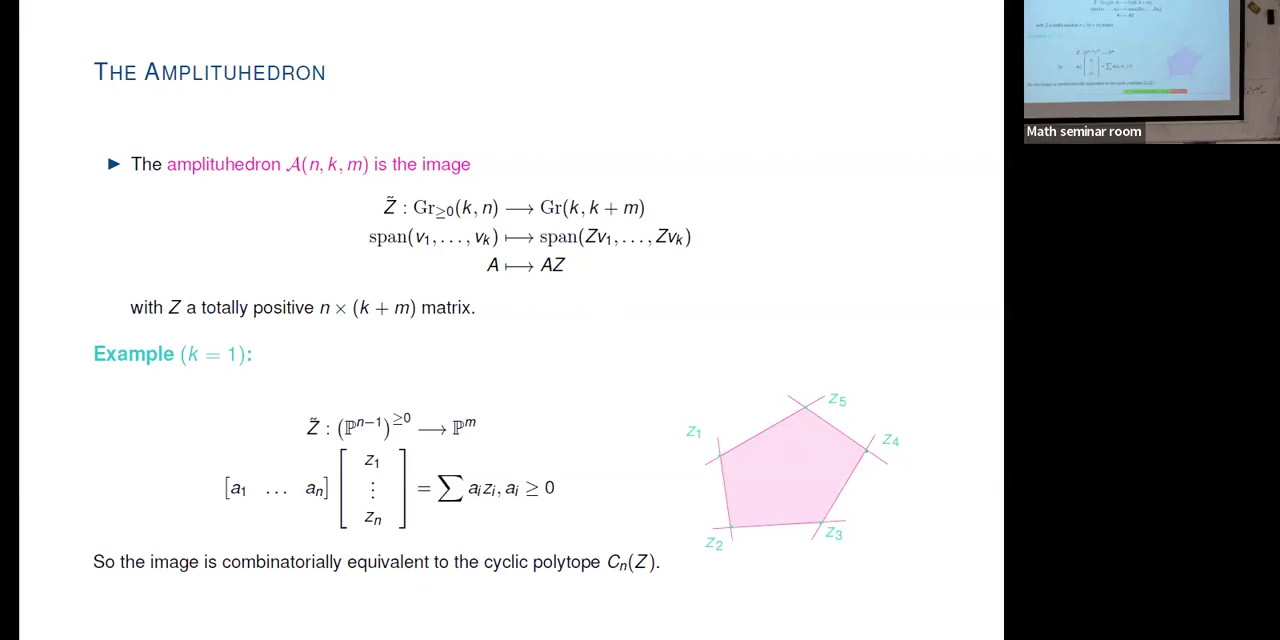 THE AMPLITUHEDRON
► The amplituhedron 𝒜(n, k, m) is the image
Z̃ : Gr≥0(k, n) ⟶ Gr(k, k + m)
span(v₁, . . . , vₖ) ⟼ span(Zv₁, . . . , Zvₖ)
A ⟼ AZ
with Z a totally positive n × (k + m) matrix.
Example (k = 1):
Z̃ : (ℙⁿ⁻¹)^≥0 ⟶ ℙᵐ
[a₁ … aₙ] [z₁ ⋮ zₙ] = ∑ aᵢzᵢ, aᵢ ≥ 0
z₁
z₂
z₃
z₄
z₅
So the image is combinatorially equivalent to the cyclic polytope Cₙ(Z).
Math seminar room